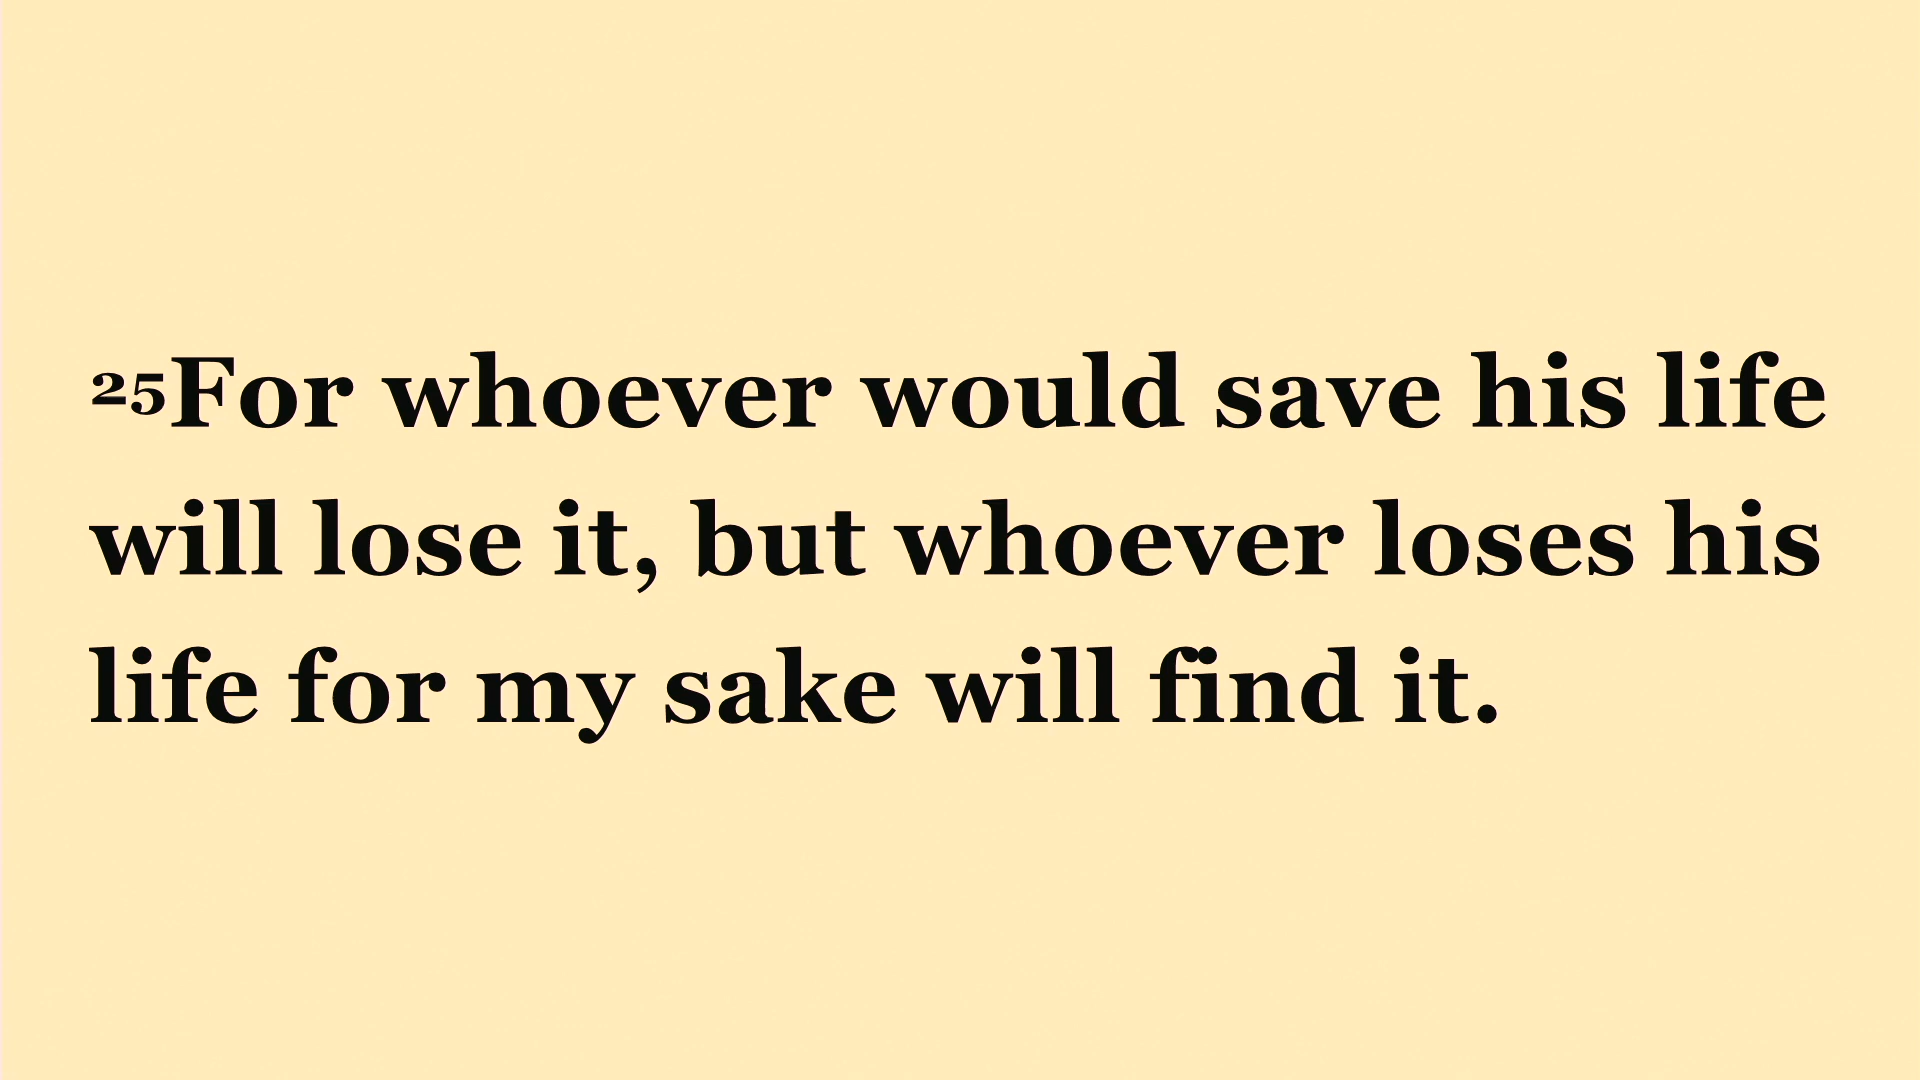 ²⁵For whoever would save his life
will lose it, but whoever loses his
life for my sake will find it.